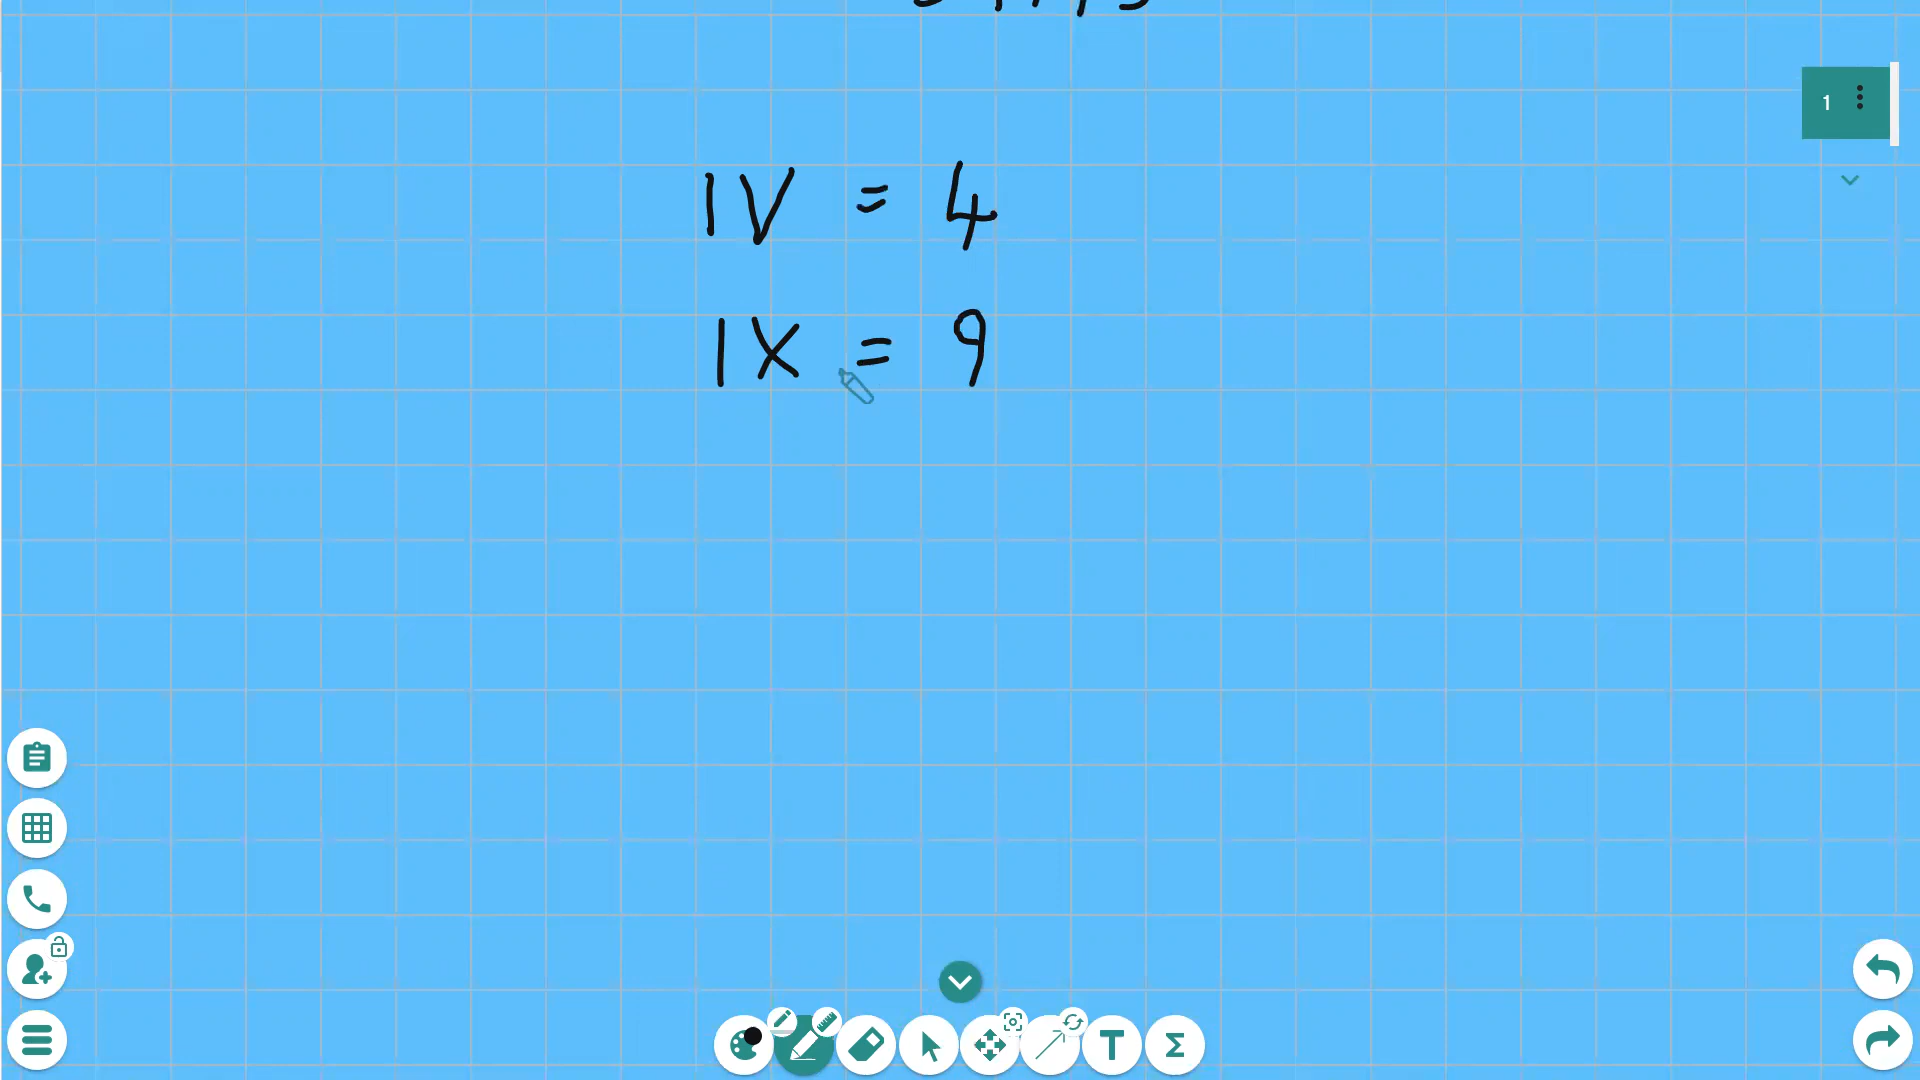 1
IV = 4
IX = 9